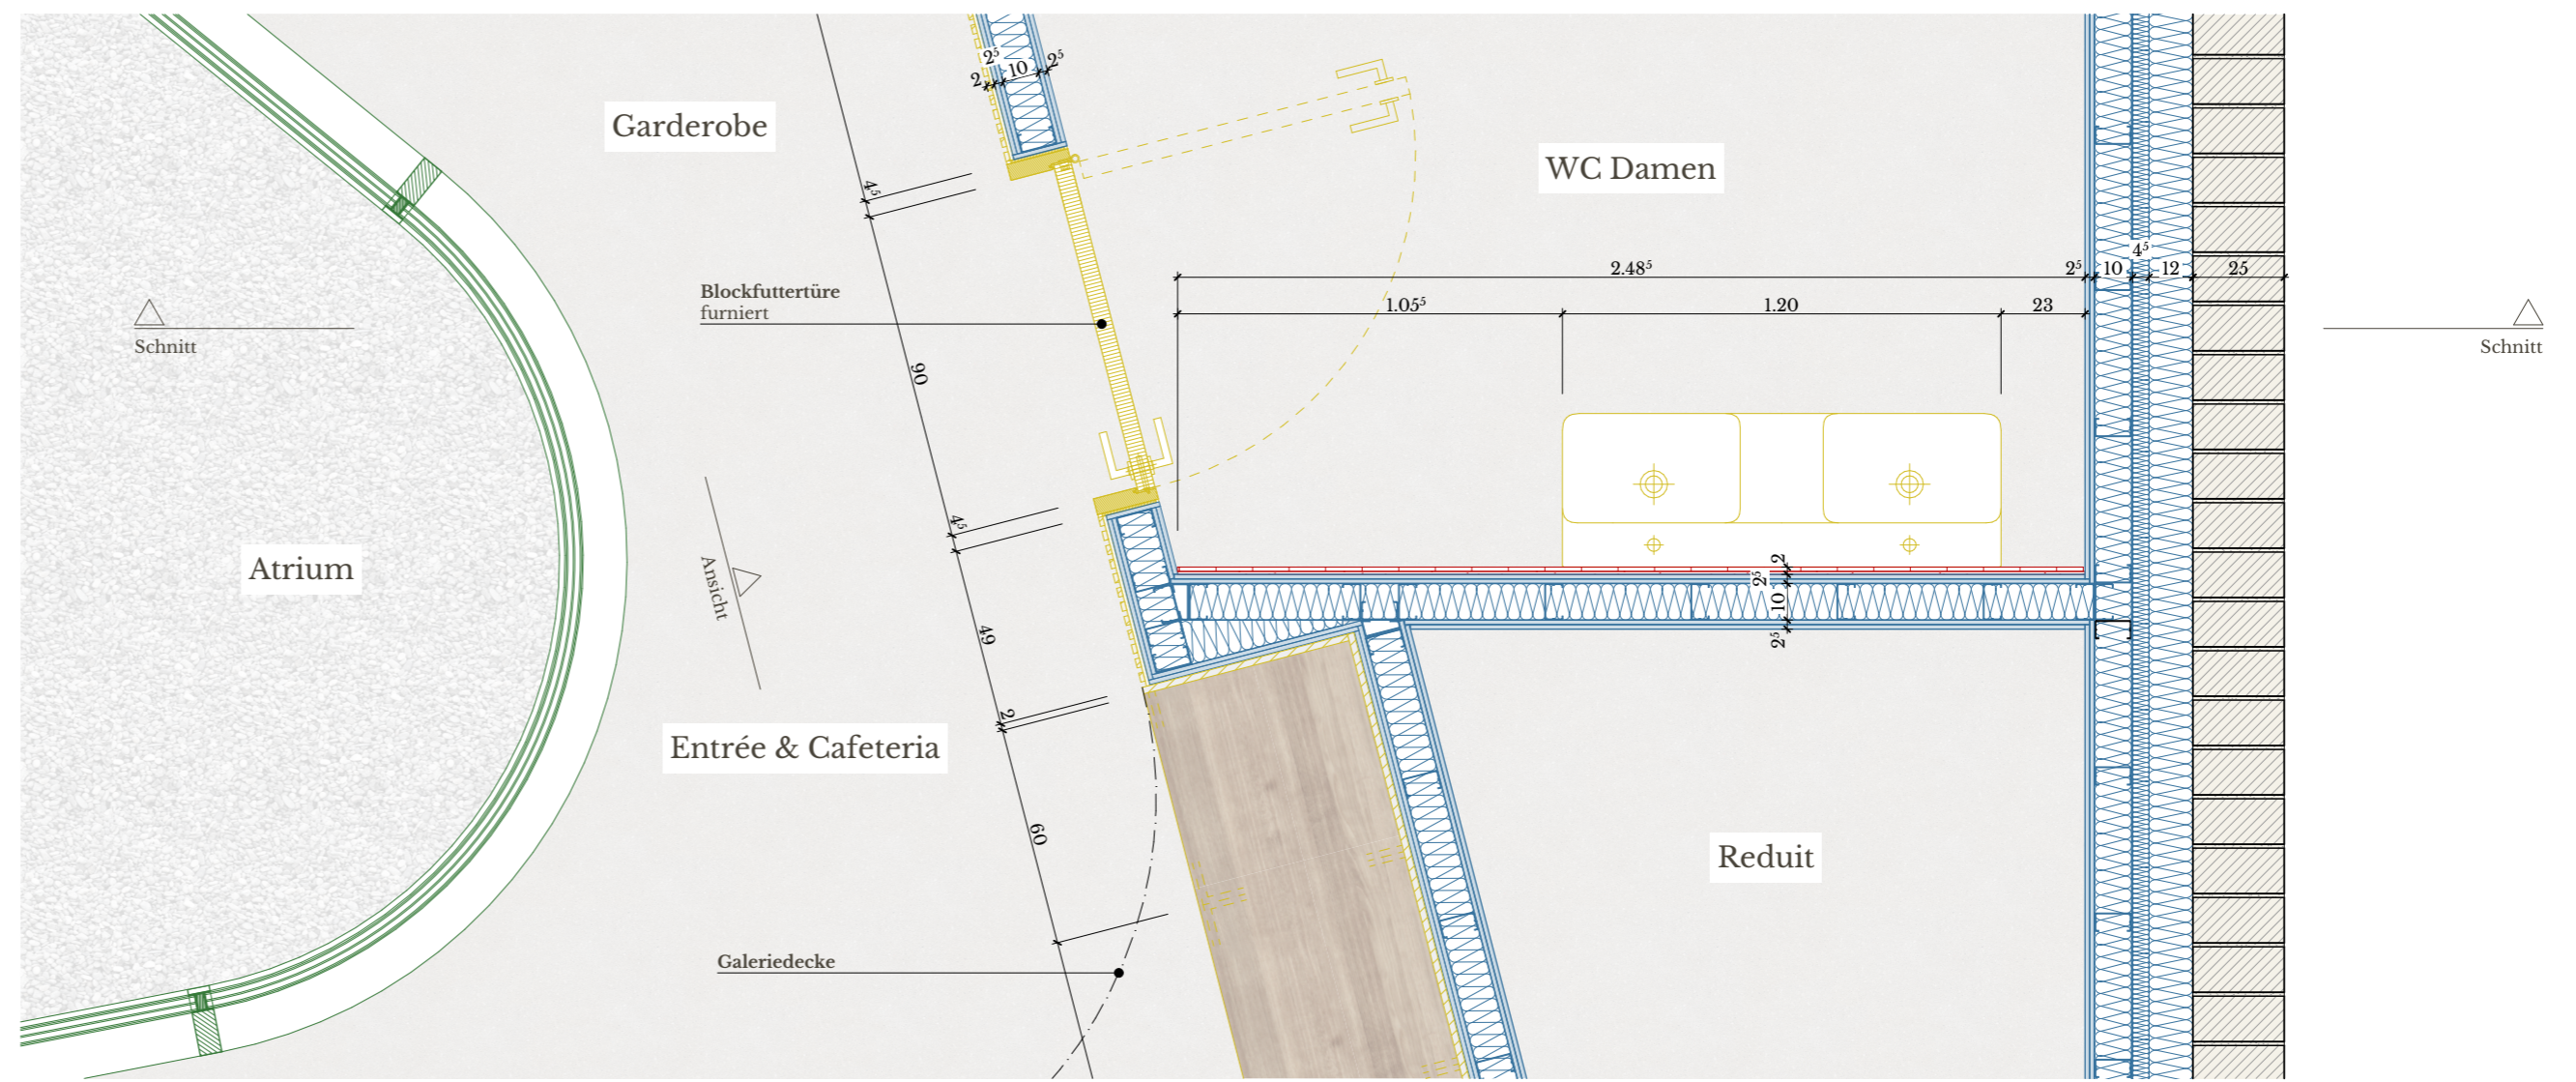 2⁵
2⁵
10
2
Garderobe
WC Damen
4⁵
4⁵
2.48⁵
2⁵
10
12
25
Blockfuttertüre
furniert
1.05⁵
1.20
23
Schnitt
Schnitt
90
4⁵
Atrium
Ansicht
2
2⁵
10
2⁵
49
2
Entrée & Cafeteria
60
Reduit
Galeriedecke